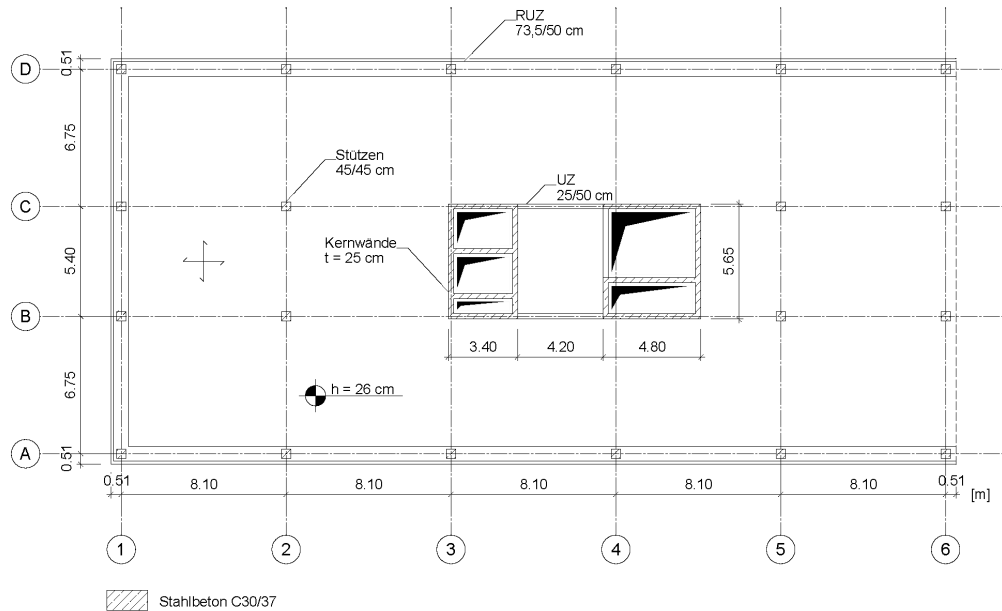 RUZ
73,5/50 cm
0.51
D
6.75
Stützen
45/45 cm
UZ
25/50 cm
C
Kernwände
t = 25 cm
5.40
5.65
B
3.40
4.20
4.80
6.75
h = 26 cm
A
0.51
0.51
8.10
8.10
8.10
8.10
8.10
0.51
[m]
1
2
3
4
5
6
Stahlbeton C30/37